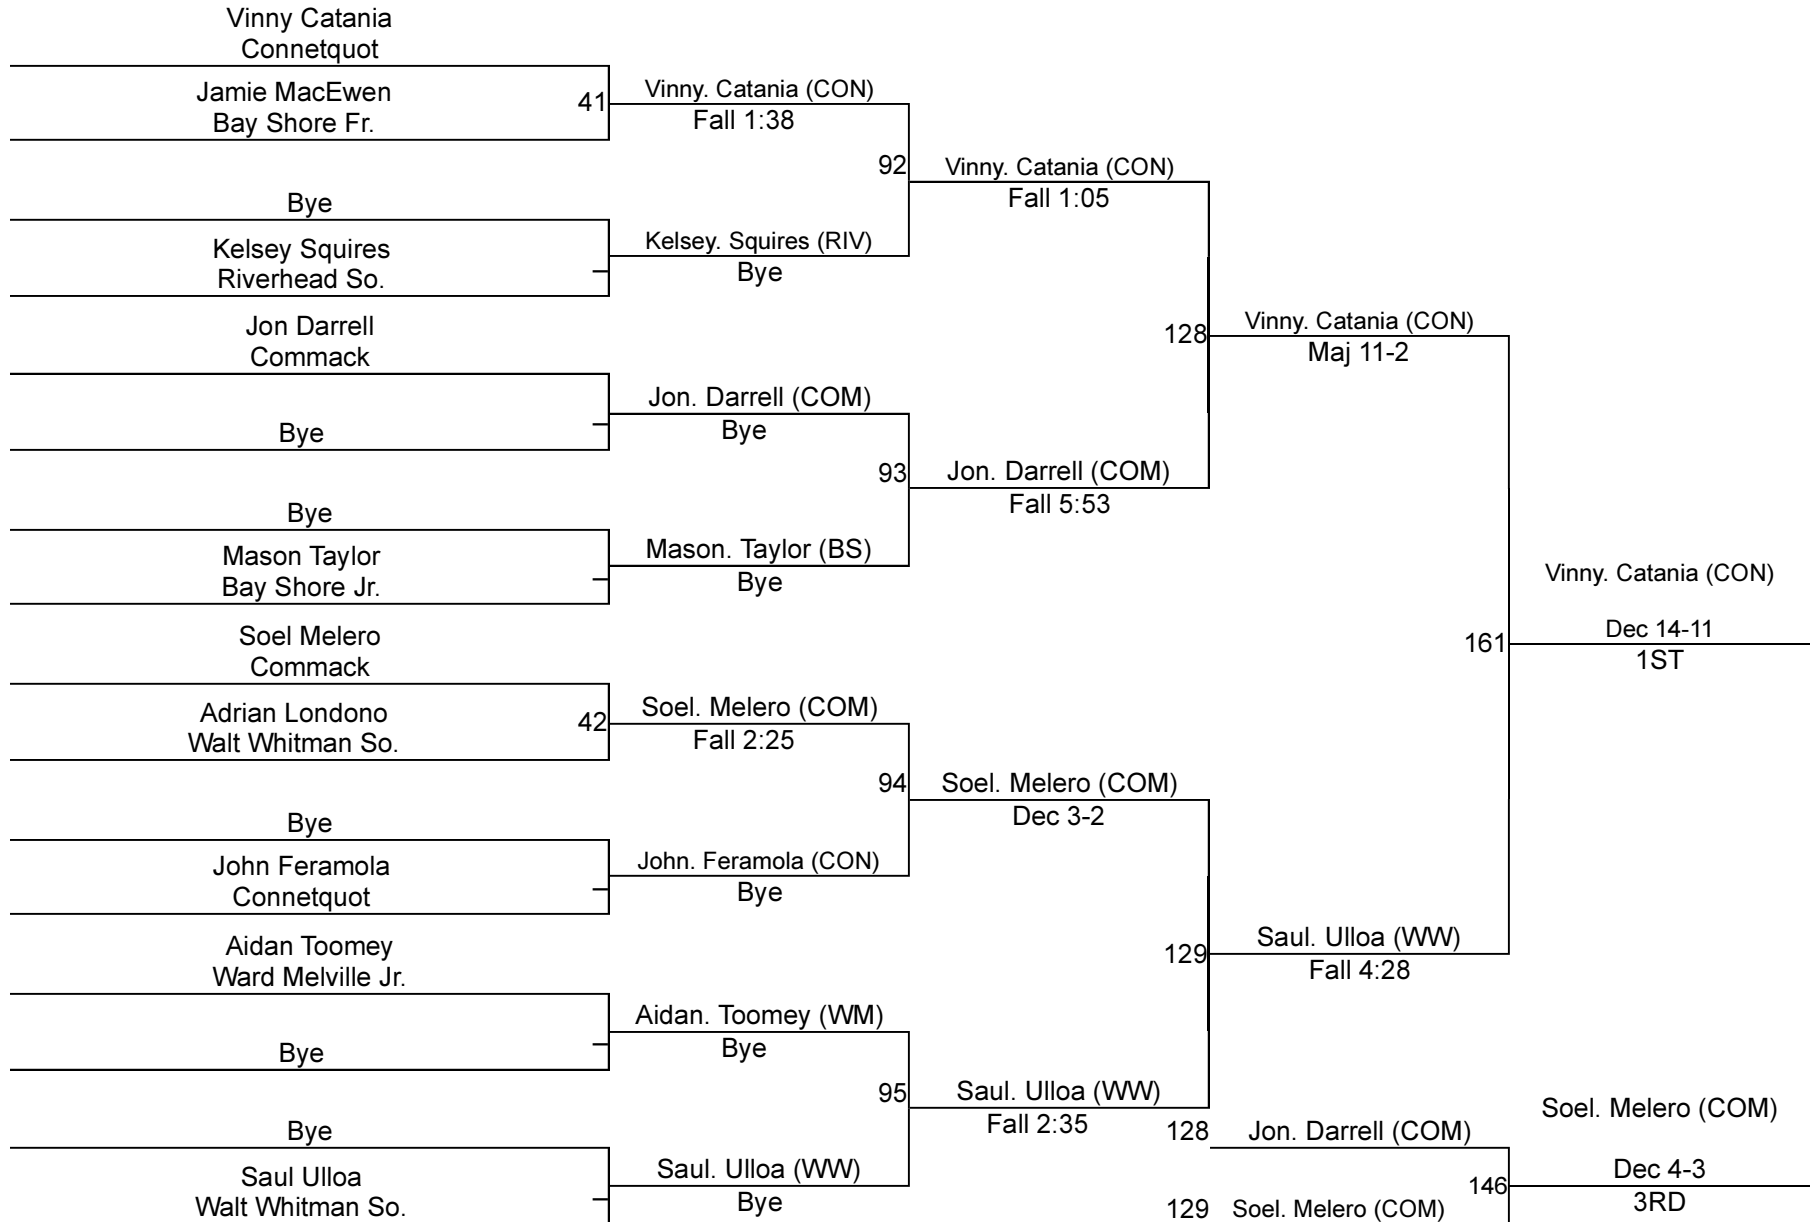 Vinny Catania
Connetquot
Jamie MacEwen
Bay Shore Fr.
41
Vinny. Catania (CON)
Fall 1:38
Bye
Kelsey Squires
Riverhead So.
Kelsey. Squires (RIV)
Bye
92
Vinny. Catania (CON)
Fall 1:05
Jon Darrell
Commack
Bye
Jon. Darrell (COM)
Bye
Bye
Mason Taylor
Bay Shore Jr.
Mason. Taylor (BS)
Bye
93
Jon. Darrell (COM)
Fall 5:53
128
Vinny. Catania (CON)
Maj 11-2
Soel Melero
Commack
Adrian Londono
Walt Whitman So.
42
Soel. Melero (COM)
Fall 2:25
Bye
John Feramola
Connetquot
John. Feramola (CON)
Bye
94
Soel. Melero (COM)
Dec 3-2
Aidan Toomey
Ward Melville Jr.
Bye
Aidan. Toomey (WM)
Bye
Bye
Saul Ulloa
Walt Whitman So.
Saul. Ulloa (WW)
Bye
95
Saul. Ulloa (WW)
Fall 2:35
129
Saul. Ulloa (WW)
Fall 4:28
161
Vinny. Catania (CON)
Dec 14-11
1ST
128
Jon. Darrell (COM)
129
Soel. Melero (COM)
146
Soel. Melero (COM)
Dec 4-3
3RD